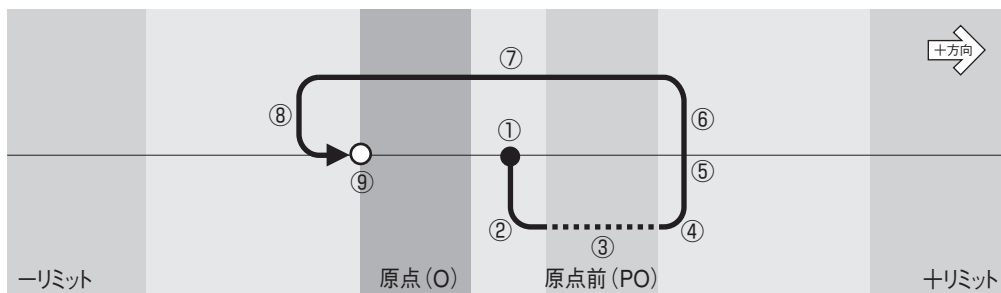 +方向
⑦
⑧
①
⑥
⑨
⑤
②
③
④
−リミット
原点(O)
原点前(PO)
+リミット